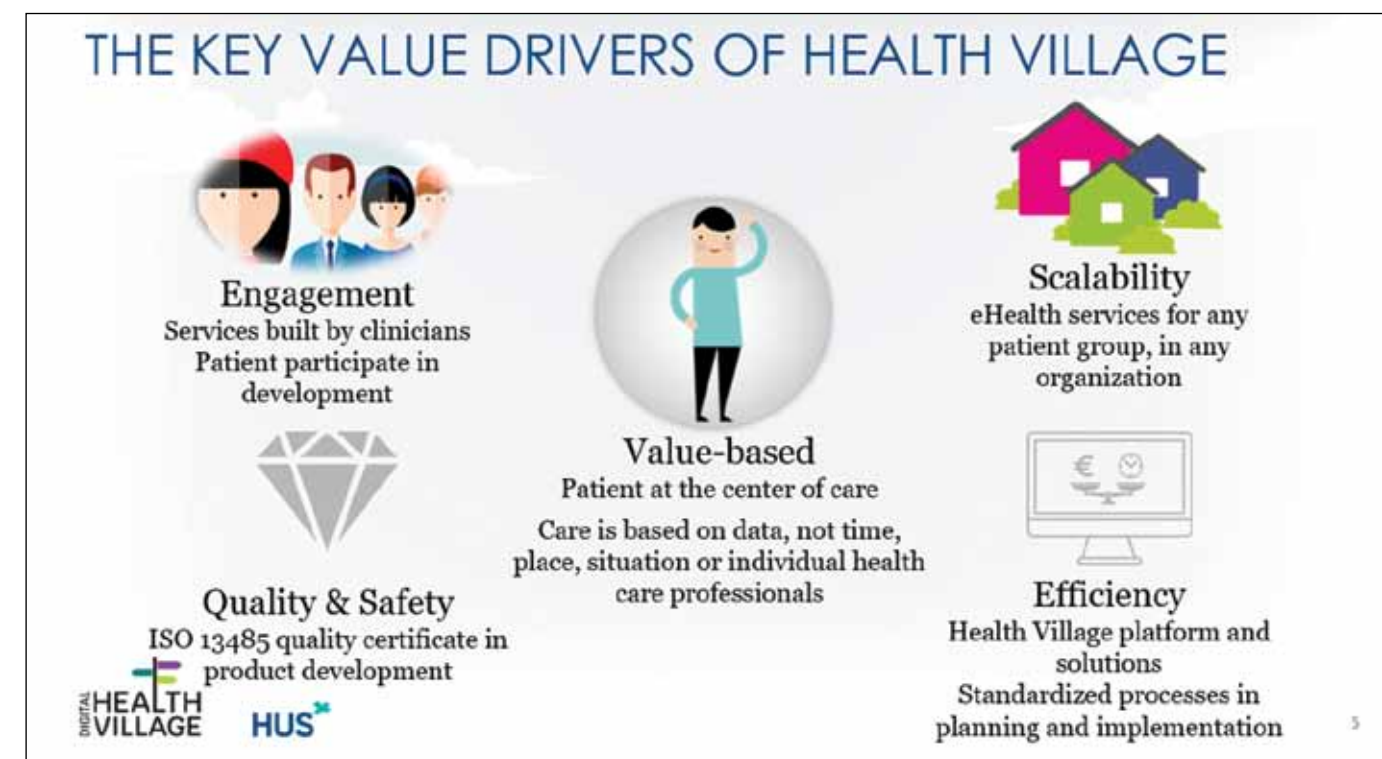 THE KEY VALUE DRIVERS OF HEALTH VILLAGE
Engagement
Services built by clinicians
Patient participate in
development
Quality & Safety
ISO 13485 quality certificate in
product development
Value-based
Patient at the center of care
Care is based on data, not time,
place, situation or individual health
care professionals
Scalability
eHealth services for any
patient group, in any
organization
€
Efficiency
Health Village platform and
solutions
Standardized processes in
planning and implementation
DIGITAL
HEALTH
VILLAGE
HUS
5